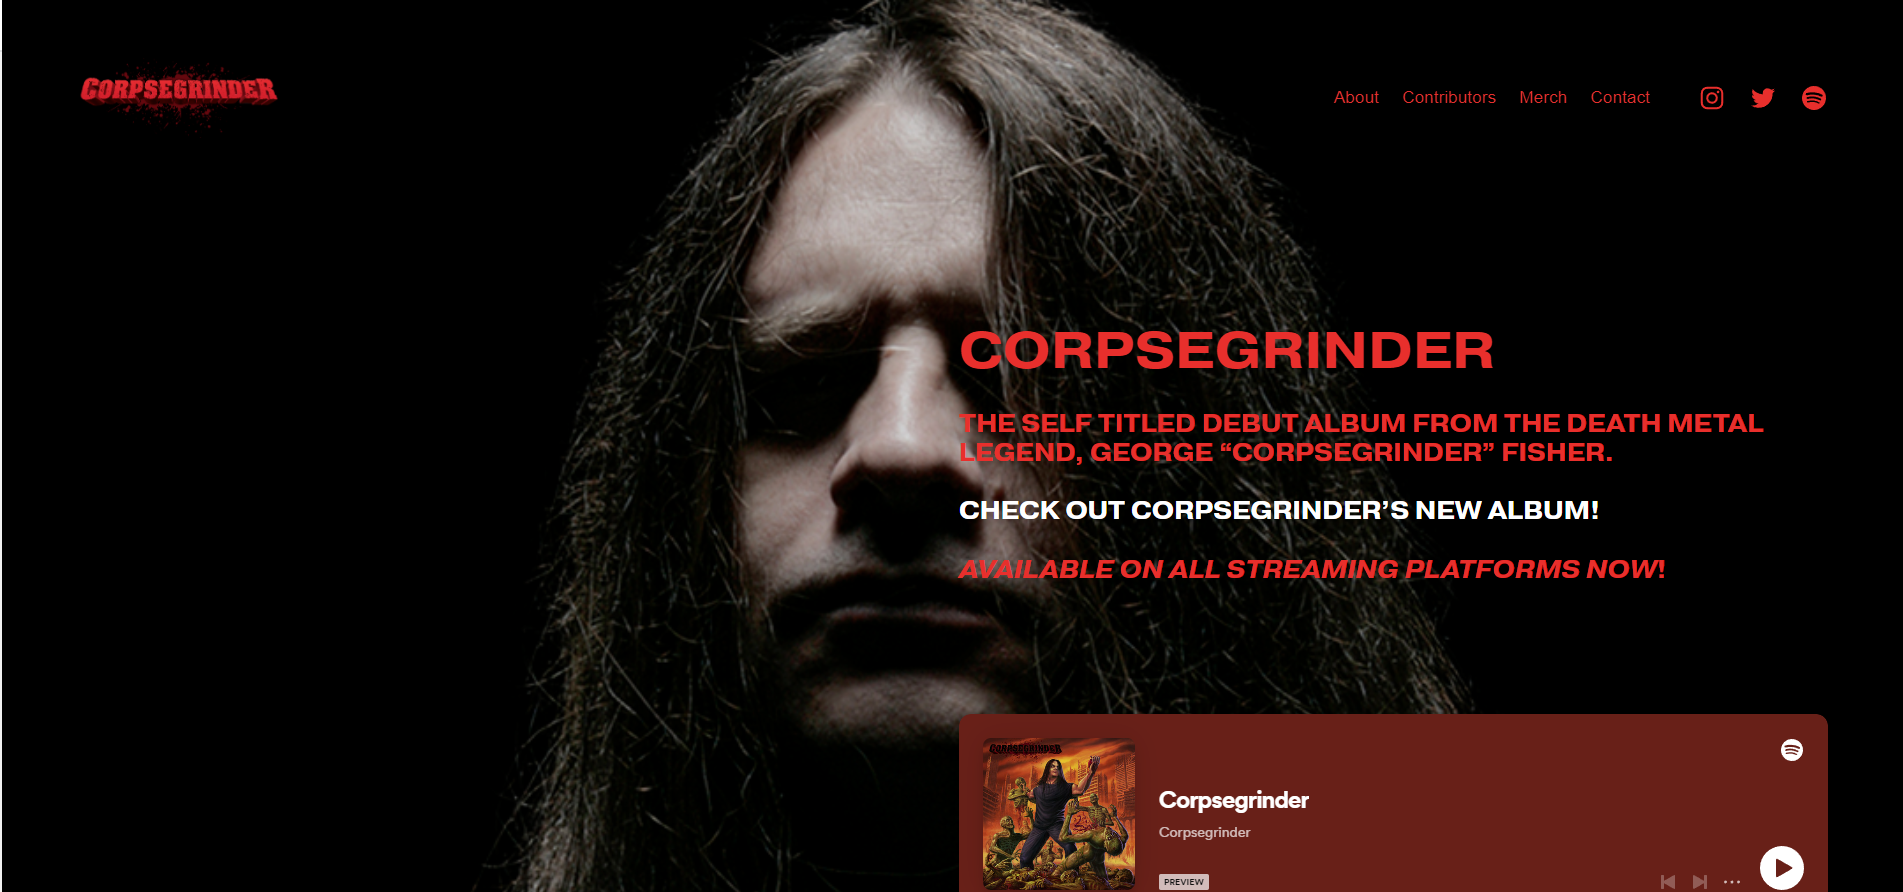 CORPSEGRINDER
About Contributors Merch Contact
CORPSEGRINDER
THE SELF TITLED DEBUT ALBUM FROM THE DEATH METAL
LEGEND, GEORGE “CORPSEGRINDER” FISHER.
CHECK OUT CORPSEGRINDER’S NEW ALBUM!
AVAILABLE ON ALL STREAMING PLATFORMS NOW!
CORPSEGRINDER
Corpsegrinder
Corpsegrinder
PREVIEW